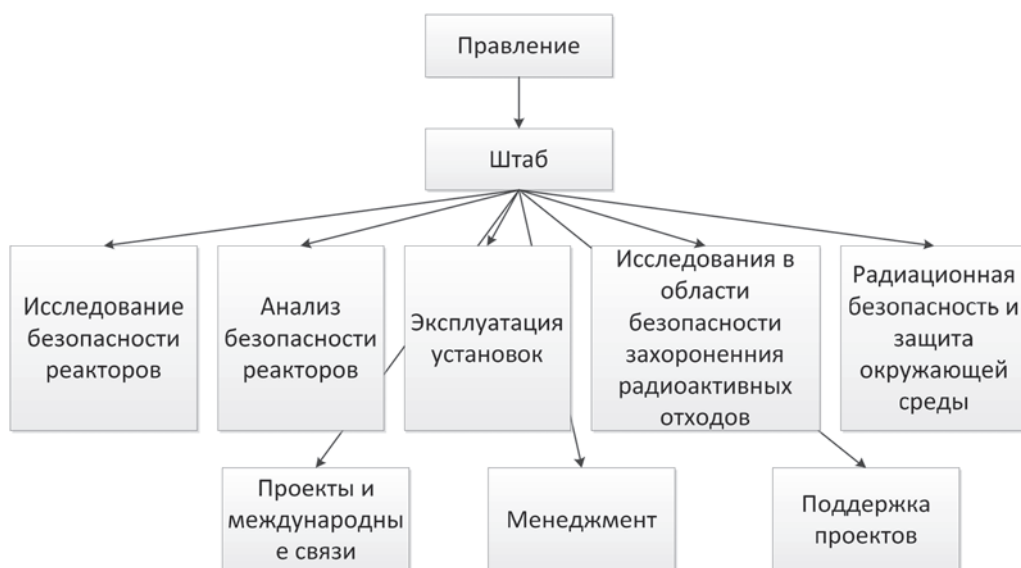 Правление
Штаб
Исследование
безопасности
реакторов
Анализ
безопасности
реакторов
Эксплуатация
установок
Исследования в
области
безопасности
захороненния
радиоактивных
отходов
Радиационная
безопасность и
защита
окружающей
среды
Проекты и
международны
е связи
Менеджмент
Поддержка
проектов